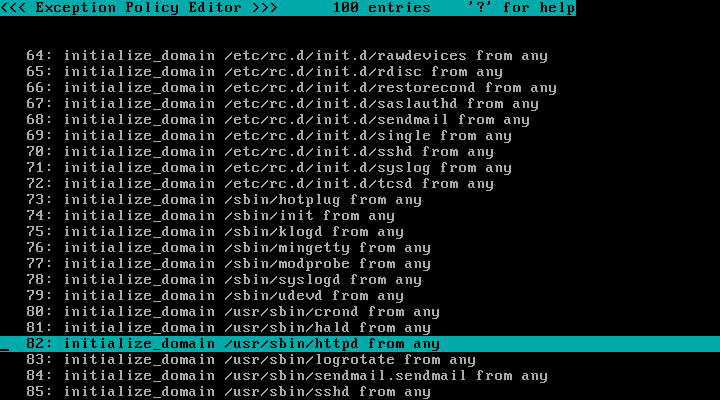 <<< Exception Policy Editor >>>      100 entries    '?' for help
64: initialize_domain /etc/rc.d/init.d/rawdevices from any
65: initialize_domain /etc/rc.d/init.d/rdisc from any
66: initialize_domain /etc/rc.d/init.d/restorecond from any
67: initialize_domain /etc/rc.d/init.d/saslauthd from any
68: initialize_domain /etc/rc.d/init.d/sendmail from any
69: initialize_domain /etc/rc.d/init.d/single from any
70: initialize_domain /etc/rc.d/init.d/sshd from any
71: initialize_domain /etc/rc.d/init.d/syslog from any
72: initialize_domain /etc/rc.d/init.d/tcsd from any
73: initialize_domain /sbin/hotplug from any
74: initialize_domain /sbin/init from any
75: initialize_domain /sbin/klogd from any
76: initialize_domain /sbin/mingetty from any
77: initialize_domain /sbin/modprobe from any
78: initialize_domain /sbin/syslogd from any
79: initialize_domain /sbin/udevd from any
80: initialize_domain /usr/sbin/crond from any
81: initialize_domain /usr/sbin/hald from any
82: initialize_domain /usr/sbin/httpd from any
83: initialize_domain /usr/sbin/logrotate from any
84: initialize_domain /usr/sbin/sendmail.sendmail from any
85: initialize_domain /usr/sbin/sshd from any